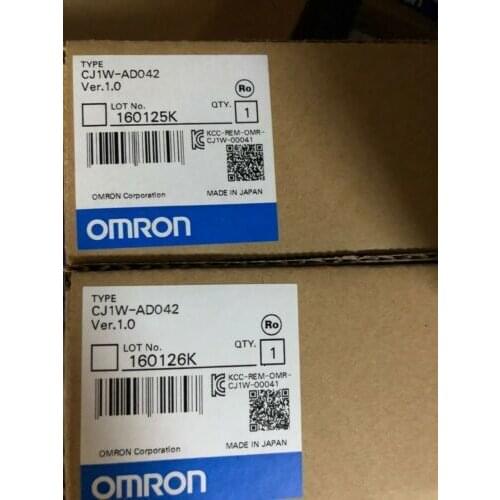 TYPE
CJ1W-AD042
Ver.1.0
Ro
LOT No.
QTY.
160125K
1
KCC-REM-OMR-
CJ1W-00041
OMRON Corporation
MADE IN JAPAN
OMRON
TYPE
CJ1W-AD042
Ver.1.0
Ro
LOT No.
QTY.
160126K
1
KCC-REM-OMR-
CJ1W-00041
OMRON Corporation
MADE IN JAPAN
OMRON